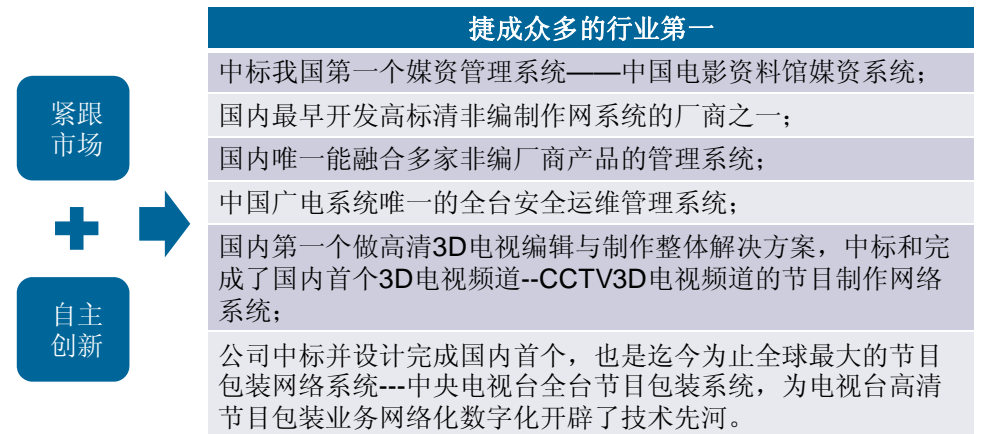 捷成众多的行业第一
紧跟
市场
自主
创新
中标我国第一个媒资管理系统——中国电影资料馆媒资系统；
国内最早开发高标清非编制作网系统的厂商之一；
国内唯一能融合多家非编厂商产品的管理系统；
中国广电系统唯一的全台安全运维管理系统；
国内第一个做高清3D电视编辑与制作整体解决方案，中标和完
成了国内首个3D电视频道--CCTV3D电视频道的节目制作网络
系统；
公司中标并设计完成国内首个，也是迄今为止全球最大的节目
包装网络系统---中央电视台全台节目包装系统，为电视台高清
节目包装业务网络化数字化开辟了技术先河。